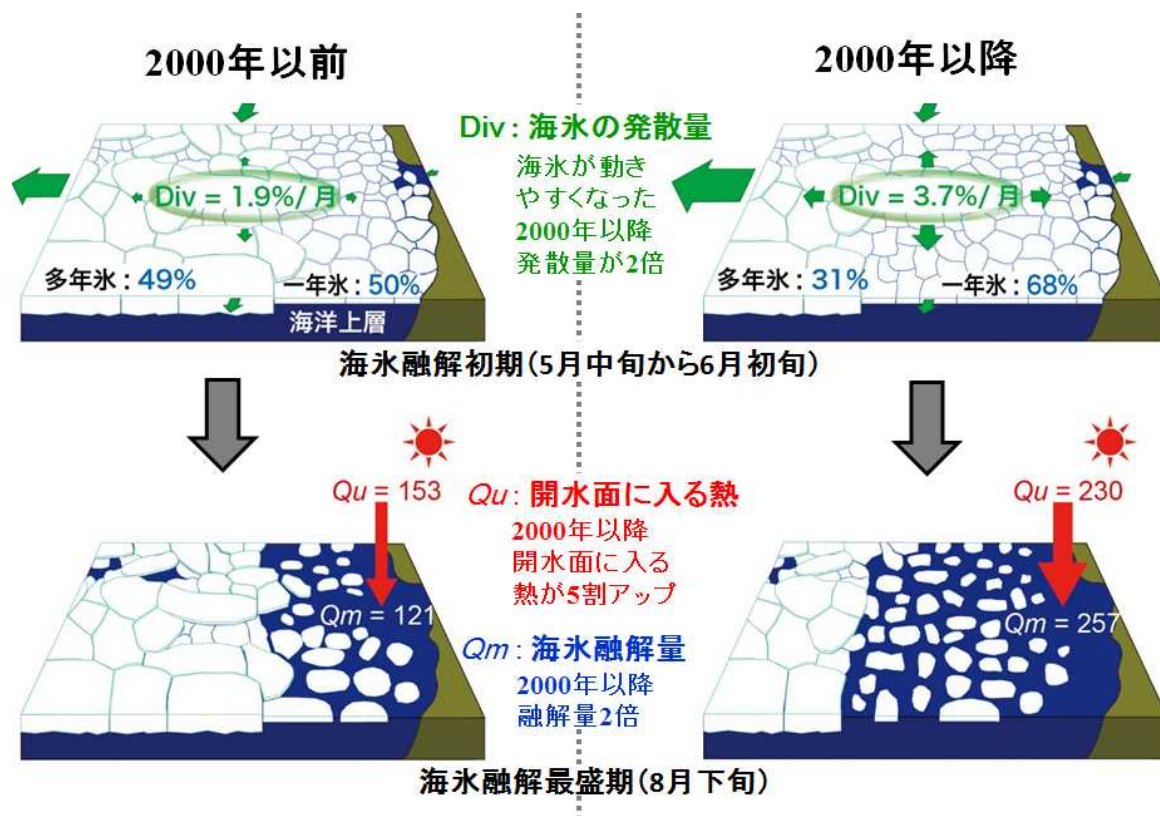 2000年以前
2000年以降
Div : 海氷の発散量
海氷が動き
やすくなった
2000年以降
発散量が2倍
Div = 1.9%/月
多年氷 : 49%
一年氷 : 50%
海洋上層
Div = 3.7%/月
多年氷 : 31%
一年氷 : 68%
海氷融解初期(5月中旬から6月初旬)
Qu = 153
Qu : 開水面に入る熱
2000年以降
開水面に入る
熱が5割アップ
Qu = 230
Qm = 121
Qm : 海氷融解量
2000年以降
融解量2倍
Qm = 257
海氷融解最盛期(8月下旬)